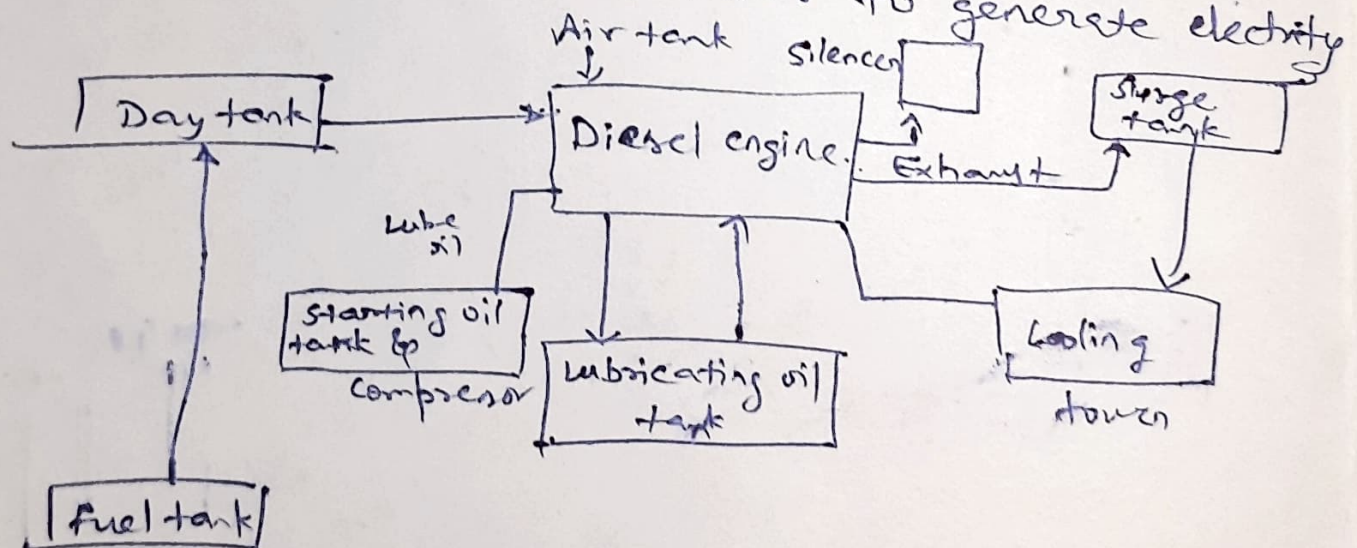 generate electrity
Air tank
Silencer
Surge
tank
Day tank
Diesel engine.
Exhaust
Lube
oil
Starting oil
tank &
Compressor
Lubricating oil
tank
Cooling
tower
fuel tank